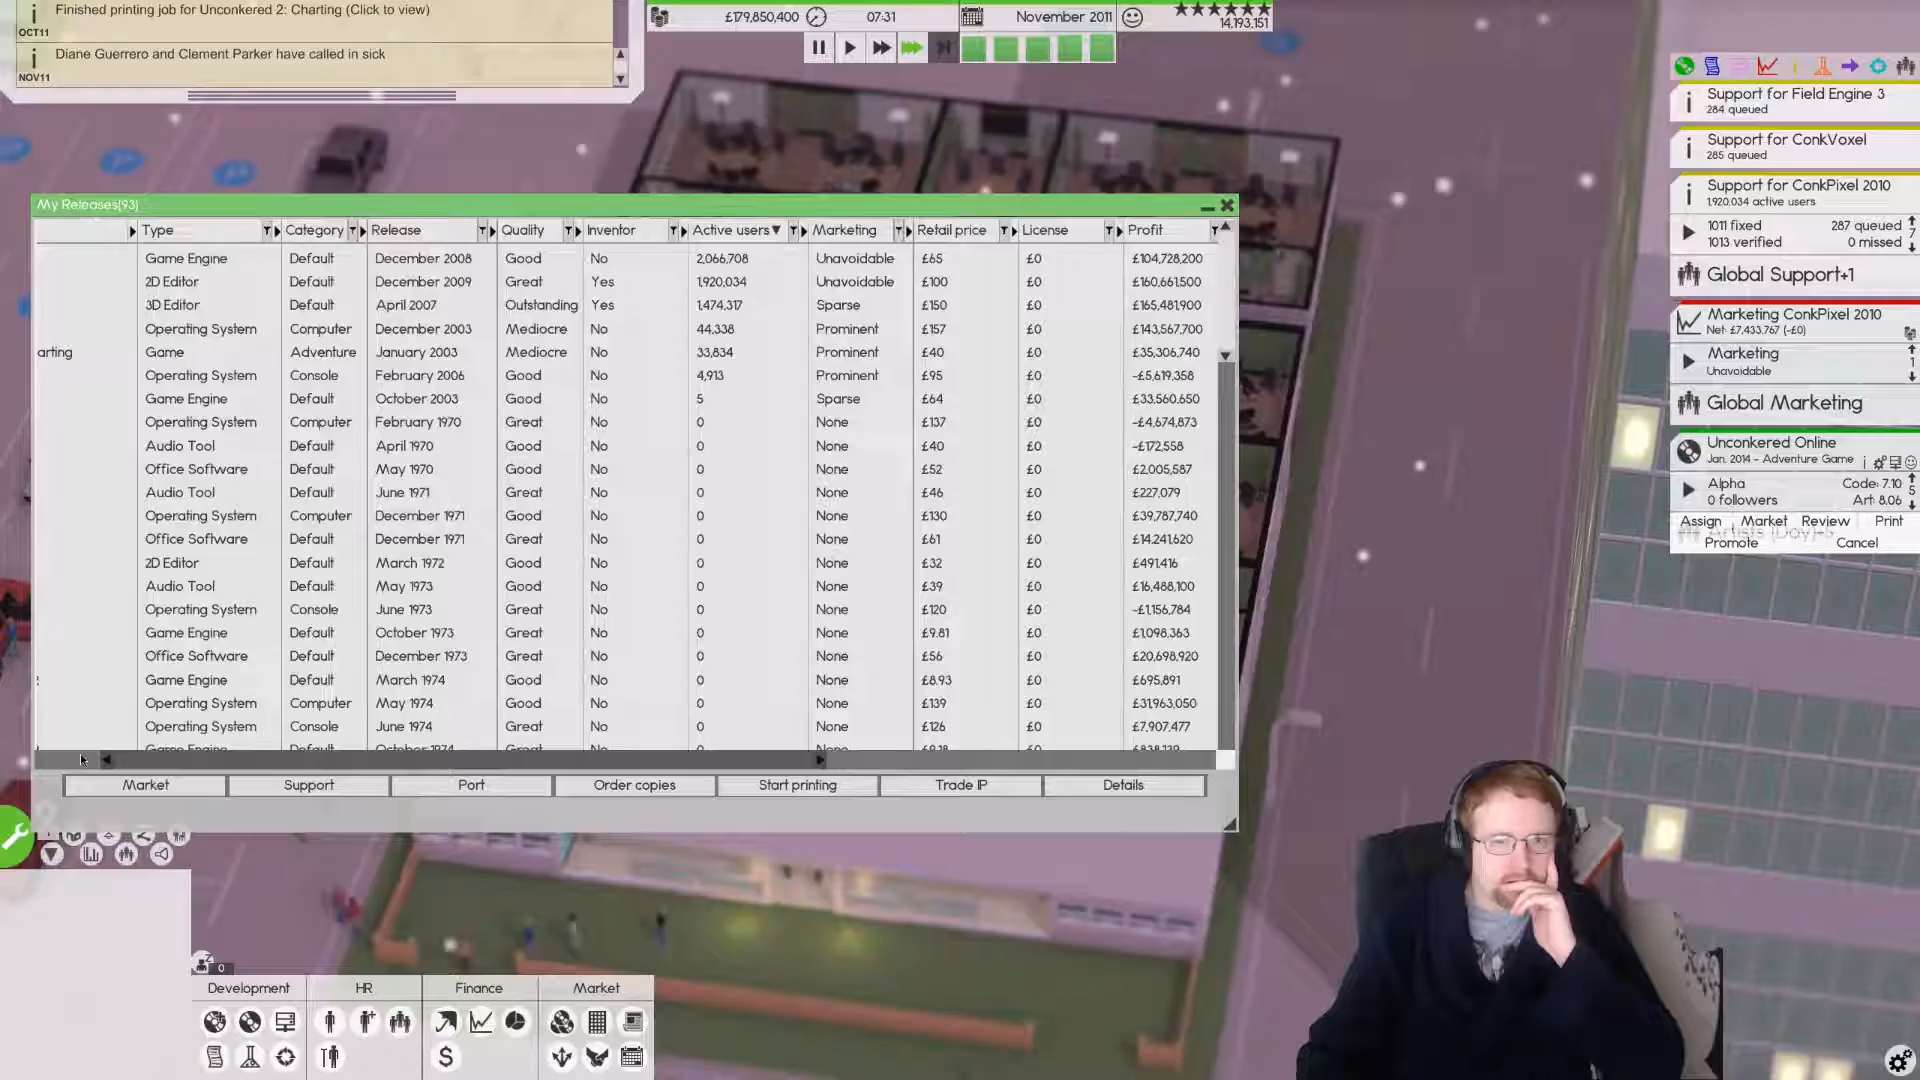 Finished printing job for Unconkered 2: Charting (Click to view)
OCT11
Diane Guerrero and Clement Parker have called in sick
NOV11
£179,850,400 07:31 November 2011 14,193,151
My Releases(93)
Type Category Release Quality Inventor Active users Marketing Retail price License Profit
Game Engine Default December 2008 Good No 2,066,708 Unavoidable £65 £0 £104,728,200
2D Editor Default December 2009 Great Yes 1,920,034 Unavoidable £100 £0 £160,661,500
3D Editor Default April 2007 Outstanding Yes 1,474,317 Sparse £150 £0 £165,481,900
Operating System Computer December 2003 Mediocre No 44,338 Prominent £157 £0 £143,567,700
arting Game Adventure January 2003 Mediocre No 33,834 Prominent £40 £0 £35,306,740
Operating System Console February 2006 Good No 4,913 Prominent £95 £0 -£5,619,358
Game Engine Default October 2003 Good No 5 Sparse £64 £0 £33,560,650
Operating System Computer February 1970 Great No 0 None £137 £0 -£4,674,873
Audio Tool Default April 1970 Good No 0 None £40 £0 -£172,558
Office Software Default May 1970 Good No 0 None £52 £0 £2,005,587
Audio Tool Default June 1971 Great No 0 None £46 £0 £227,079
Operating System Computer December 1971 Good No 0 None £130 £0 £39,787,740
Office Software Default December 1971 Great No 0 None £61 £0 £14,241,620
2D Editor Default March 1972 Good No 0 None £32 £0 £491,416
Audio Tool Default May 1973 Good No 0 None £39 £0 £16,488,100
Operating System Console June 1973 Great No 0 None £120 £0 -£1,156,784
Game Engine Default October 1973 Great No 0 None £9.81 £0 £1,098,363
Office Software Default December 1973 Great No 0 None £56 £0 £20,698,920
Game Engine Default March 1974 Good No 0 None £8.93 £0 £695,891
Operating System Computer May 1974 Good No 0 None £139 £0 £31,963,050
Operating System Console June 1974 Great No 0 None £126 £0 £7,907,477
Game Engine Default October 1974 Great No 0 None £9.18 £0
Market Support Port Order copies Start printing Trade IP Details
Support for Field Engine 3
284 queued
Support for ConkVoxel
285 queued
Support for ConkPixel 2010
1,920,034 active users
1011 fixed 287 queued
1013 verified 0 missed
7
Global Support+1
Marketing ConkPixel 2010
Net: £7,433,767 (-£0)
Marketing
Unavoidable
1
Global Marketing
Unconkered Online
Jan. 2014 - Adventure Game
Alpha Code: 7.10
0 followers Art: 8.06
5
Assign Market Review Print
Artists (Day)+5
Promote Cancel
0
Development HR Finance Market